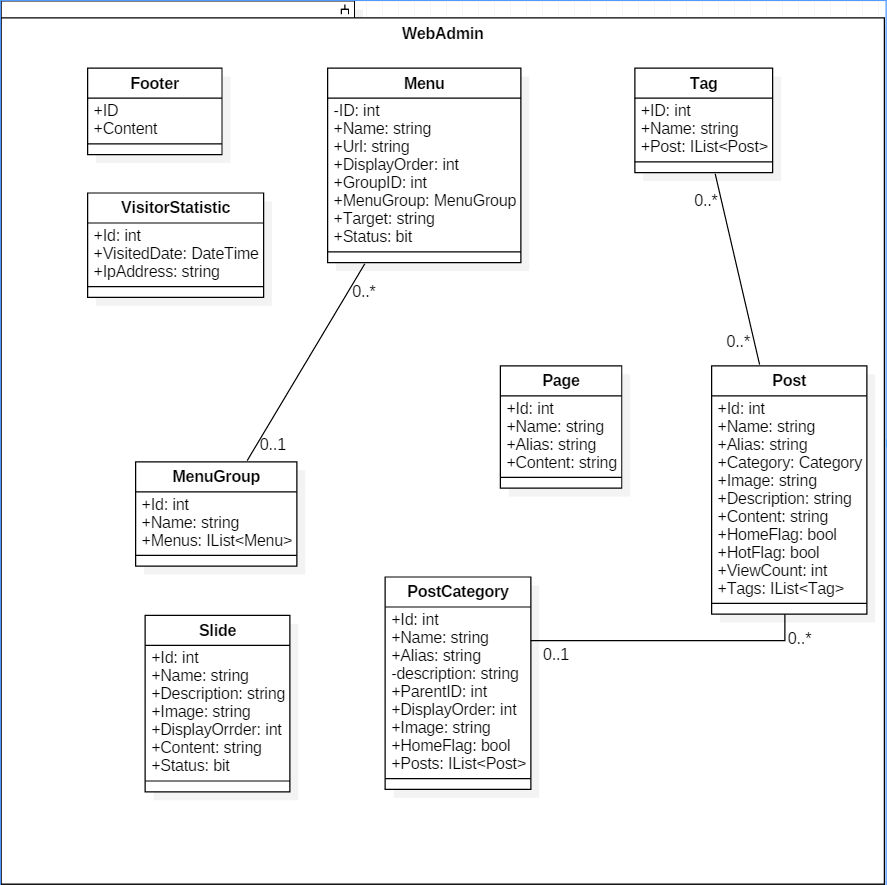 WebAdmin
Footer
+ID
+Content
Menu
-ID: int
+Name: string
+Url: string
+DisplayOrder: int
+GroupID: int
+MenuGroup: MenuGroup
+Target: string
+Status: bit
Tag
+ID: int
+Name: string
+Post: IList<Post>
VisitorStatistic
+Id: int
+VisitedDate: DateTime
+IpAddress: string
0..*
0..*
0..*
0..1
Page
+Id: int
+Name: string
+Alias: string
+Content: string
Post
+Id: int
+Name: string
+Alias: string
+Category: Category
+Image: string
+Description: string
+Content: string
+HomeFlag: bool
+HotFlag: bool
+ViewCount: int
+Tags: IList<Tag>
MenuGroup
+Id: int
+Name: string
+Menus: IList<Menu>
PostCategory
+Id: int
+Name: string
+Alias: string
-description: string
+ParentID: int
+DisplayOrder: int
+Image: string
+HomeFlag: bool
+Posts: IList<Post>
0..1
0..*
Slide
+Id: int
+Name: string
+Description: string
+Image: string
+DisplayOrrder: int
+Content: string
+Status: bit